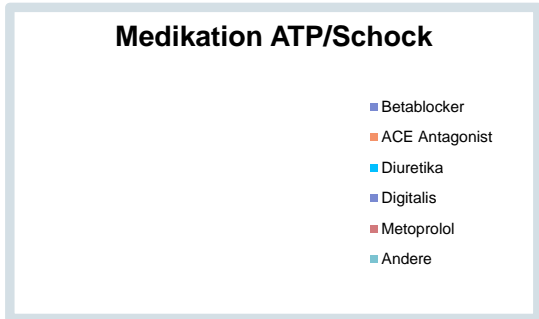 Medikation ATP/Schock
Betablocker
ACE Antagonist
Diuretika
Digitalis
Metoprolol
Andere